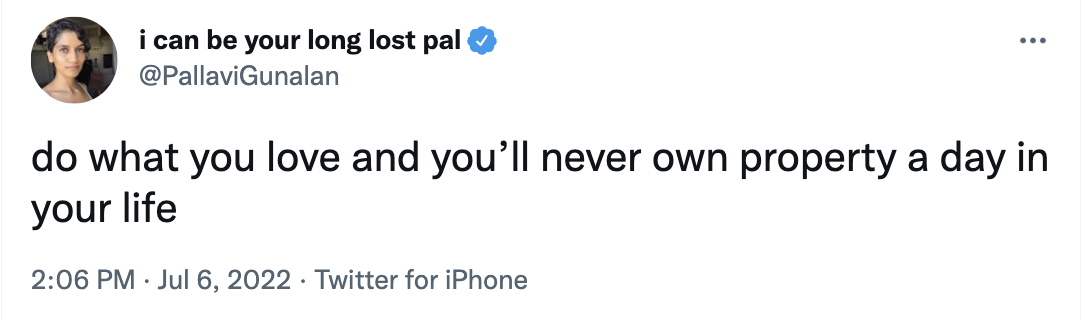 i can be your long lost pal
@PallaviGunalan
do what you love and you’ll never own property a day in
your life
2:06 PM · Jul 6, 2022 · Twitter for iPhone